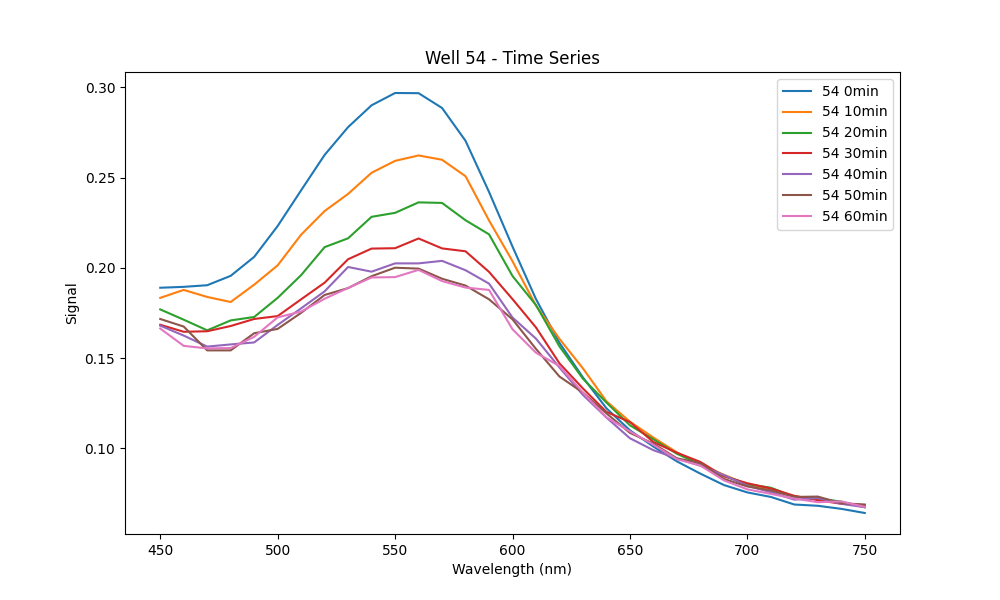 Well 54 - Time Series
Signal
0.30
0.25
0.20
0.15
0.10
54 0min
54 10min
54 20min
54 30min
54 40min
54 50min
54 60min
450 500 550 600 650 700 750
Wavelength (nm)